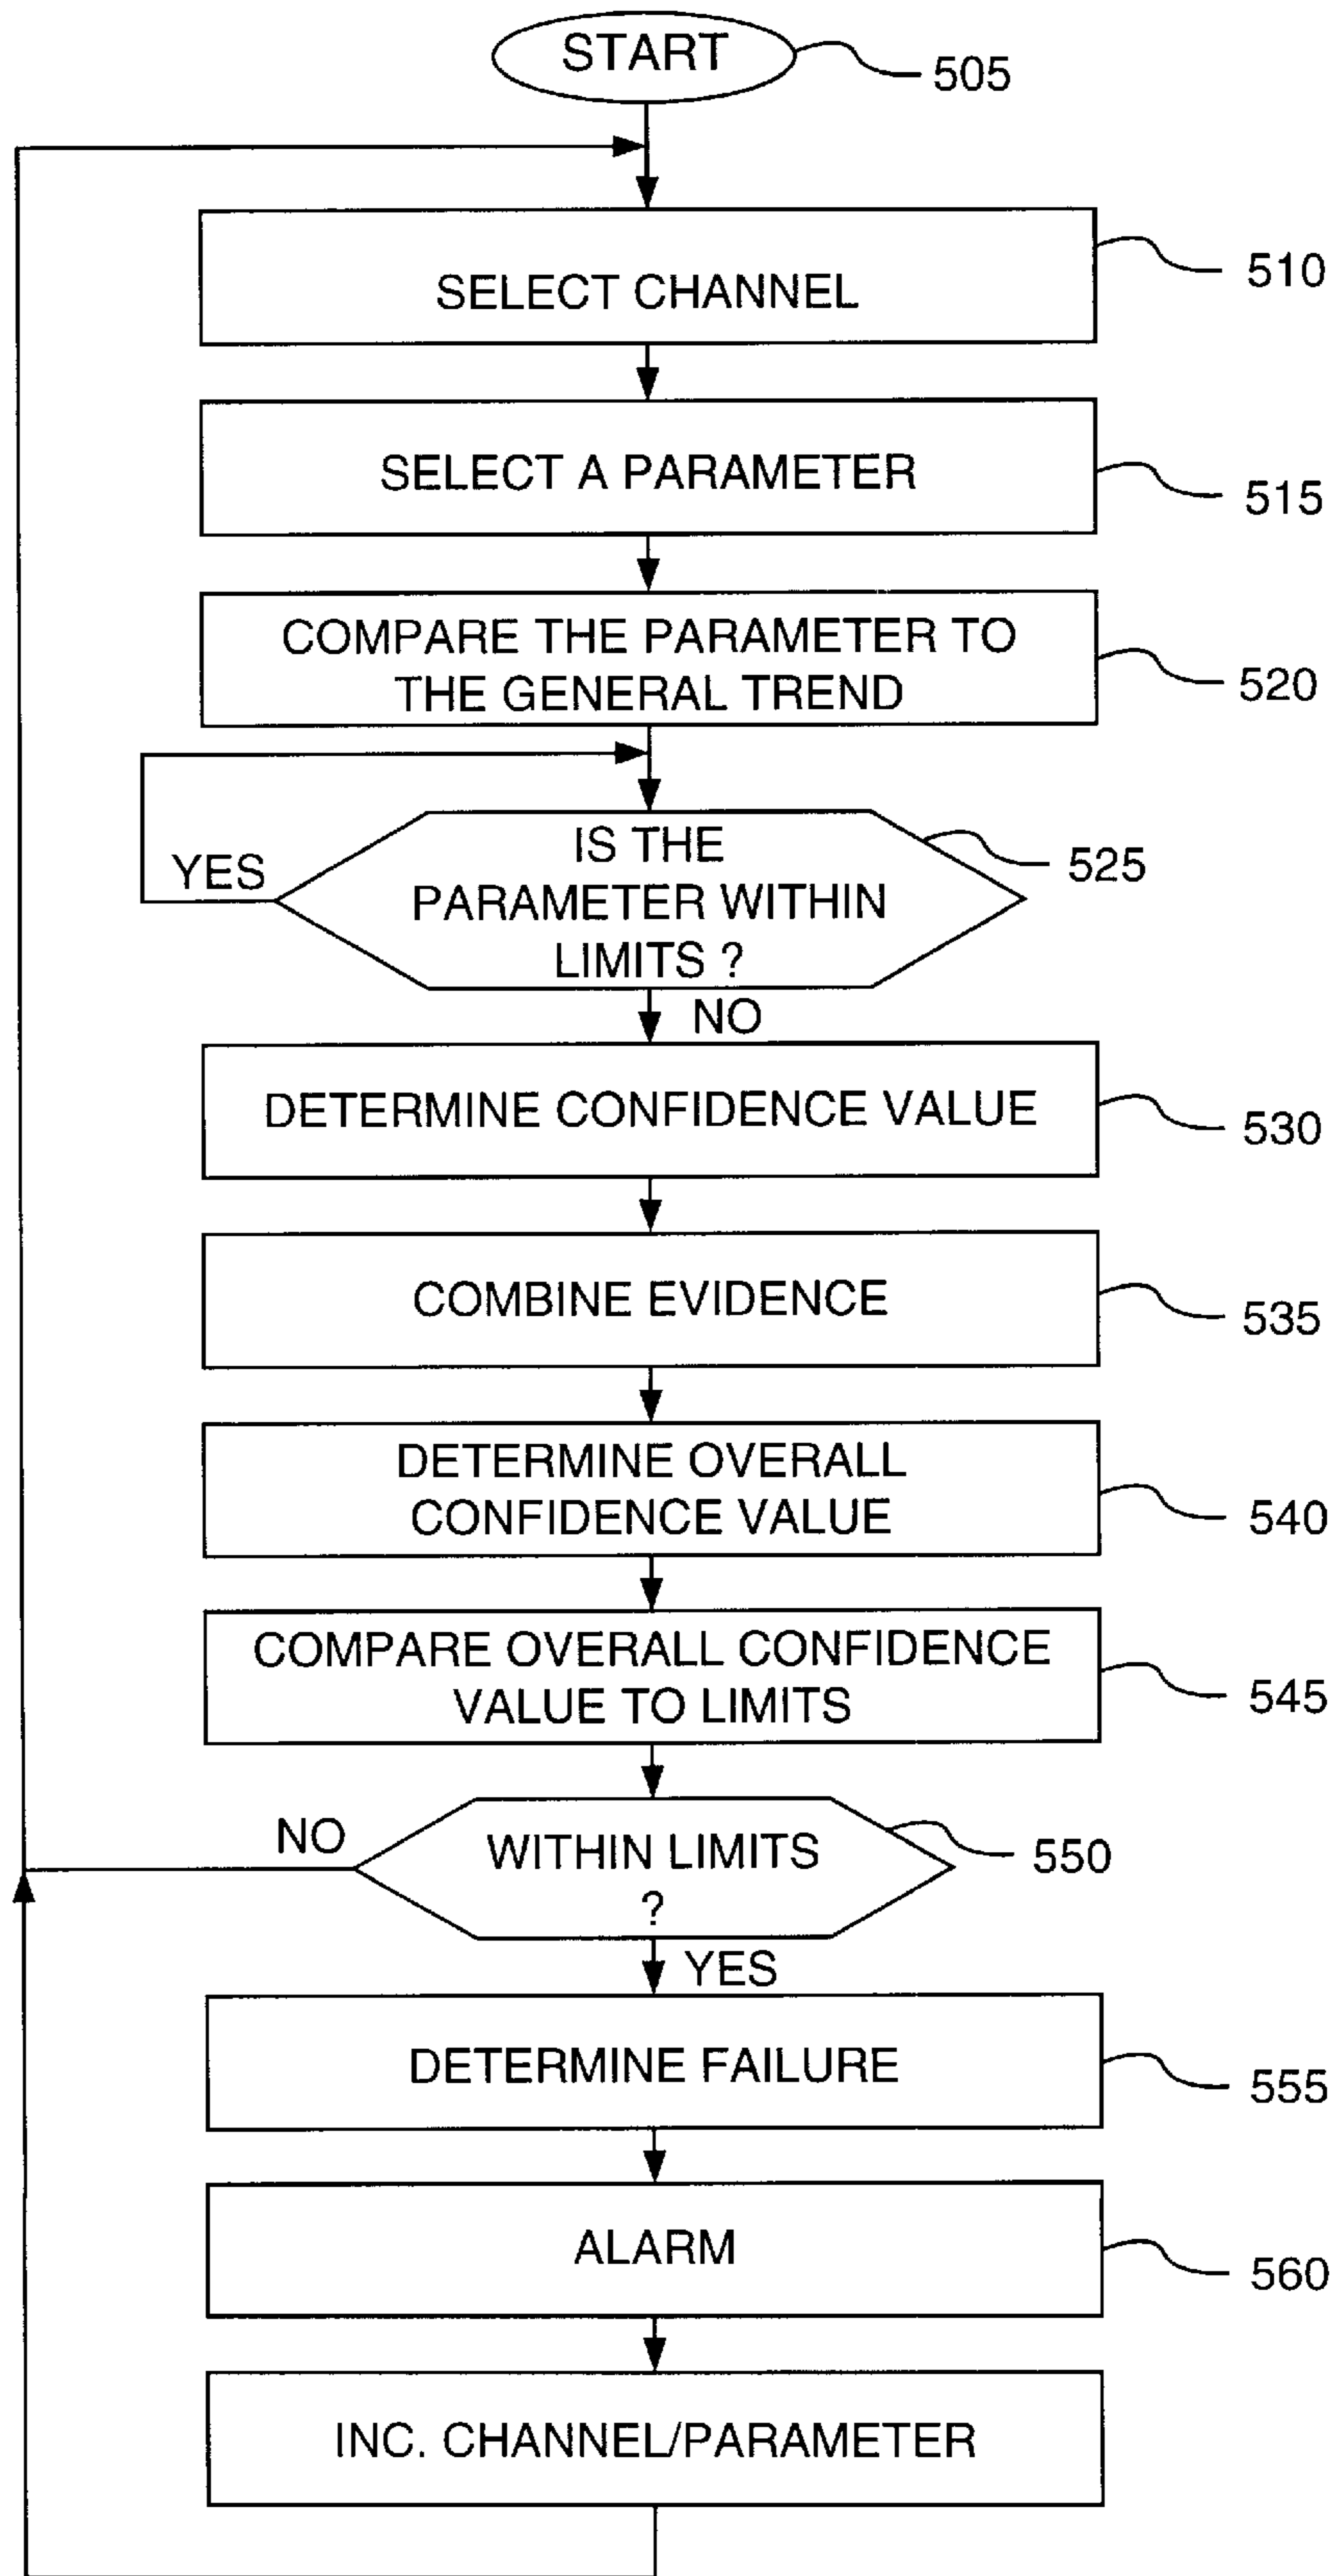 START
505
SELECT CHANNEL
510
SELECT A PARAMETER
515
COMPARE THE PARAMETER TO
THE GENERAL TREND
520
IS THE
PARAMETER WITHIN
LIMITS ?
525
YES
NO
DETERMINE CONFIDENCE VALUE
530
COMBINE EVIDENCE
535
DETERMINE OVERALL
CONFIDENCE VALUE
540
COMPARE OVERALL CONFIDENCE
VALUE TO LIMITS
545
NO
WITHIN LIMITS
?
550
YES
DETERMINE FAILURE
555
ALARM
560
INC. CHANNEL/PARAMETER